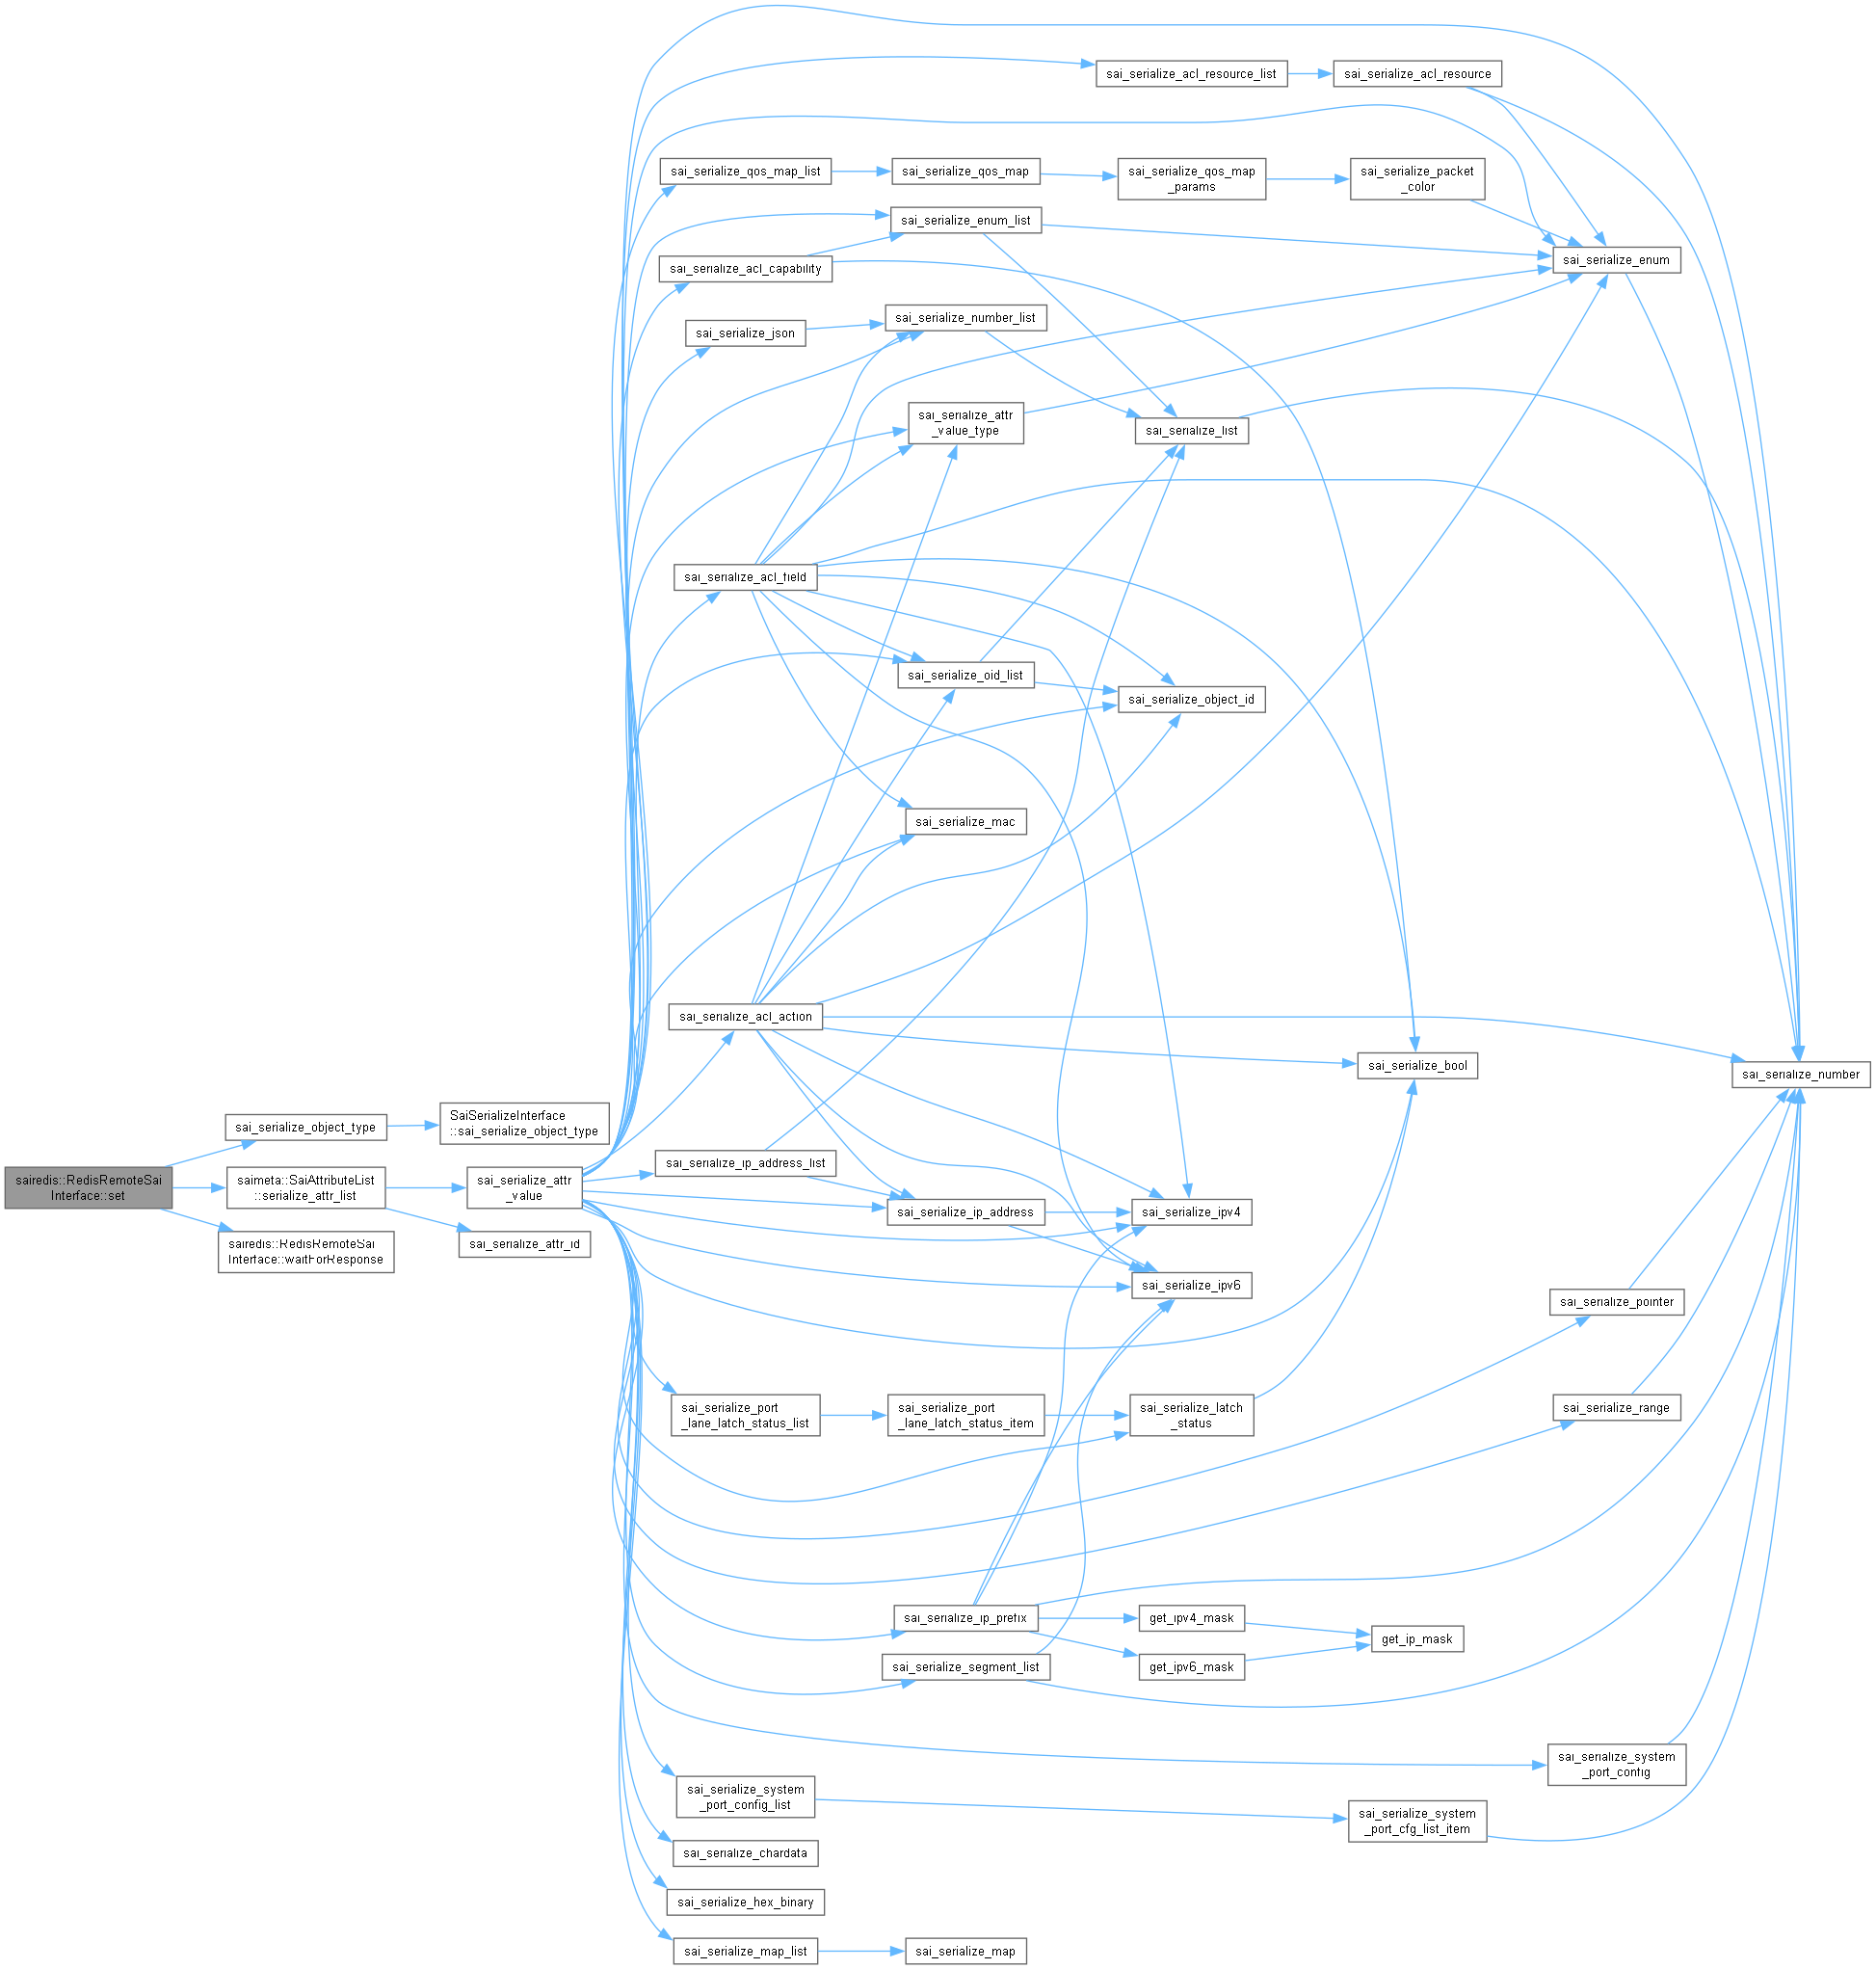 sairedis::RedisRemoteSai
Interface::set
sai_serialize_object_type
saimeta::SaiAttributeList
::serialize_attr_list
sairedis::RedisRemoteSai
Interface::waitForResponse
SaiSerializeInterface
::sai_serialize_object_type
sai_serialize_attr
_value
sai_serialize_attr_id
sai_serialize_qos_map_list
sai_serialize_acl_capability
sai_serialize_json
sai_serialize_acl_field
sai_serialize_acl_action
sai_serialize_ip_address_list
sai_serialize_port
_lane_latch_status_list
sai_serialize_system
_port_config_list
sai_serialize_chardata
sai_serialize_hex_binary
sai_serialize_map_list
sai_serialize_qos_map
sai_serialize_enum_list
sai_serialize_number_list
sai_serialize_attr
_value_type
sai_serialize_oid_list
sai_serialize_mac
sai_serialize_ip_address
sai_serialize_port
_lane_latch_status_item
sai_serialize_ip_prefix
sai_serialize_segment_list
sai_serialize_map
sai_serialize_acl_resource_list
sai_serialize_qos_map
_params
sai_serialize_list
sai_serialize_object_id
sai_serialize_ipv4
sai_serialize_ipv6
sai_serialize_latch
_status
get_ipv4_mask
get_ipv6_mask
sai_serialize_acl_resource
sai_serialize_packet
_color
sai_serialize_bool
get_ip_mask
sai_serialize_system
_port_cfg_list_item
sai_serialize_enum
sai_serialize_pointer
sai_serialize_range
sai_serialize_system
_port_config
sai_serialize_number